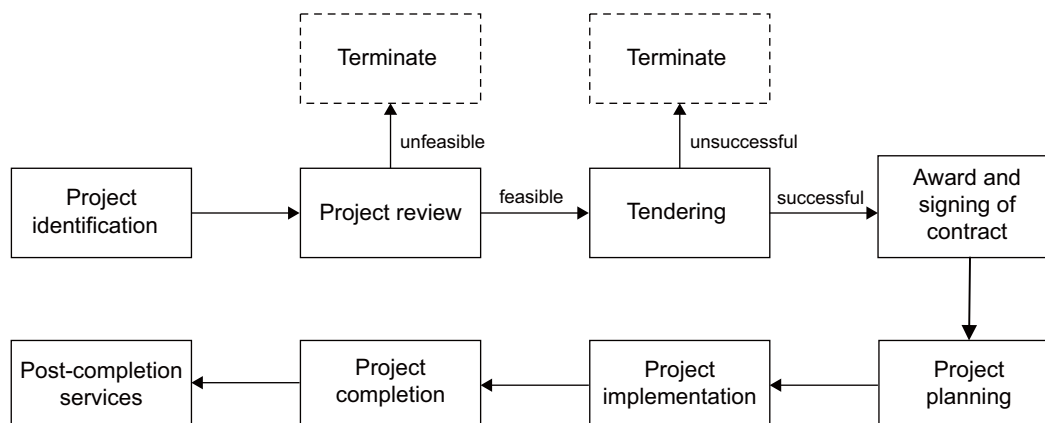 Terminate
Terminate
unfeasible
unsuccessful
Project
identification
Project review
feasible
Tendering
successful
Award and
signing of
contract
Post-completion
services
Project
completion
Project
implementation
Project
planning